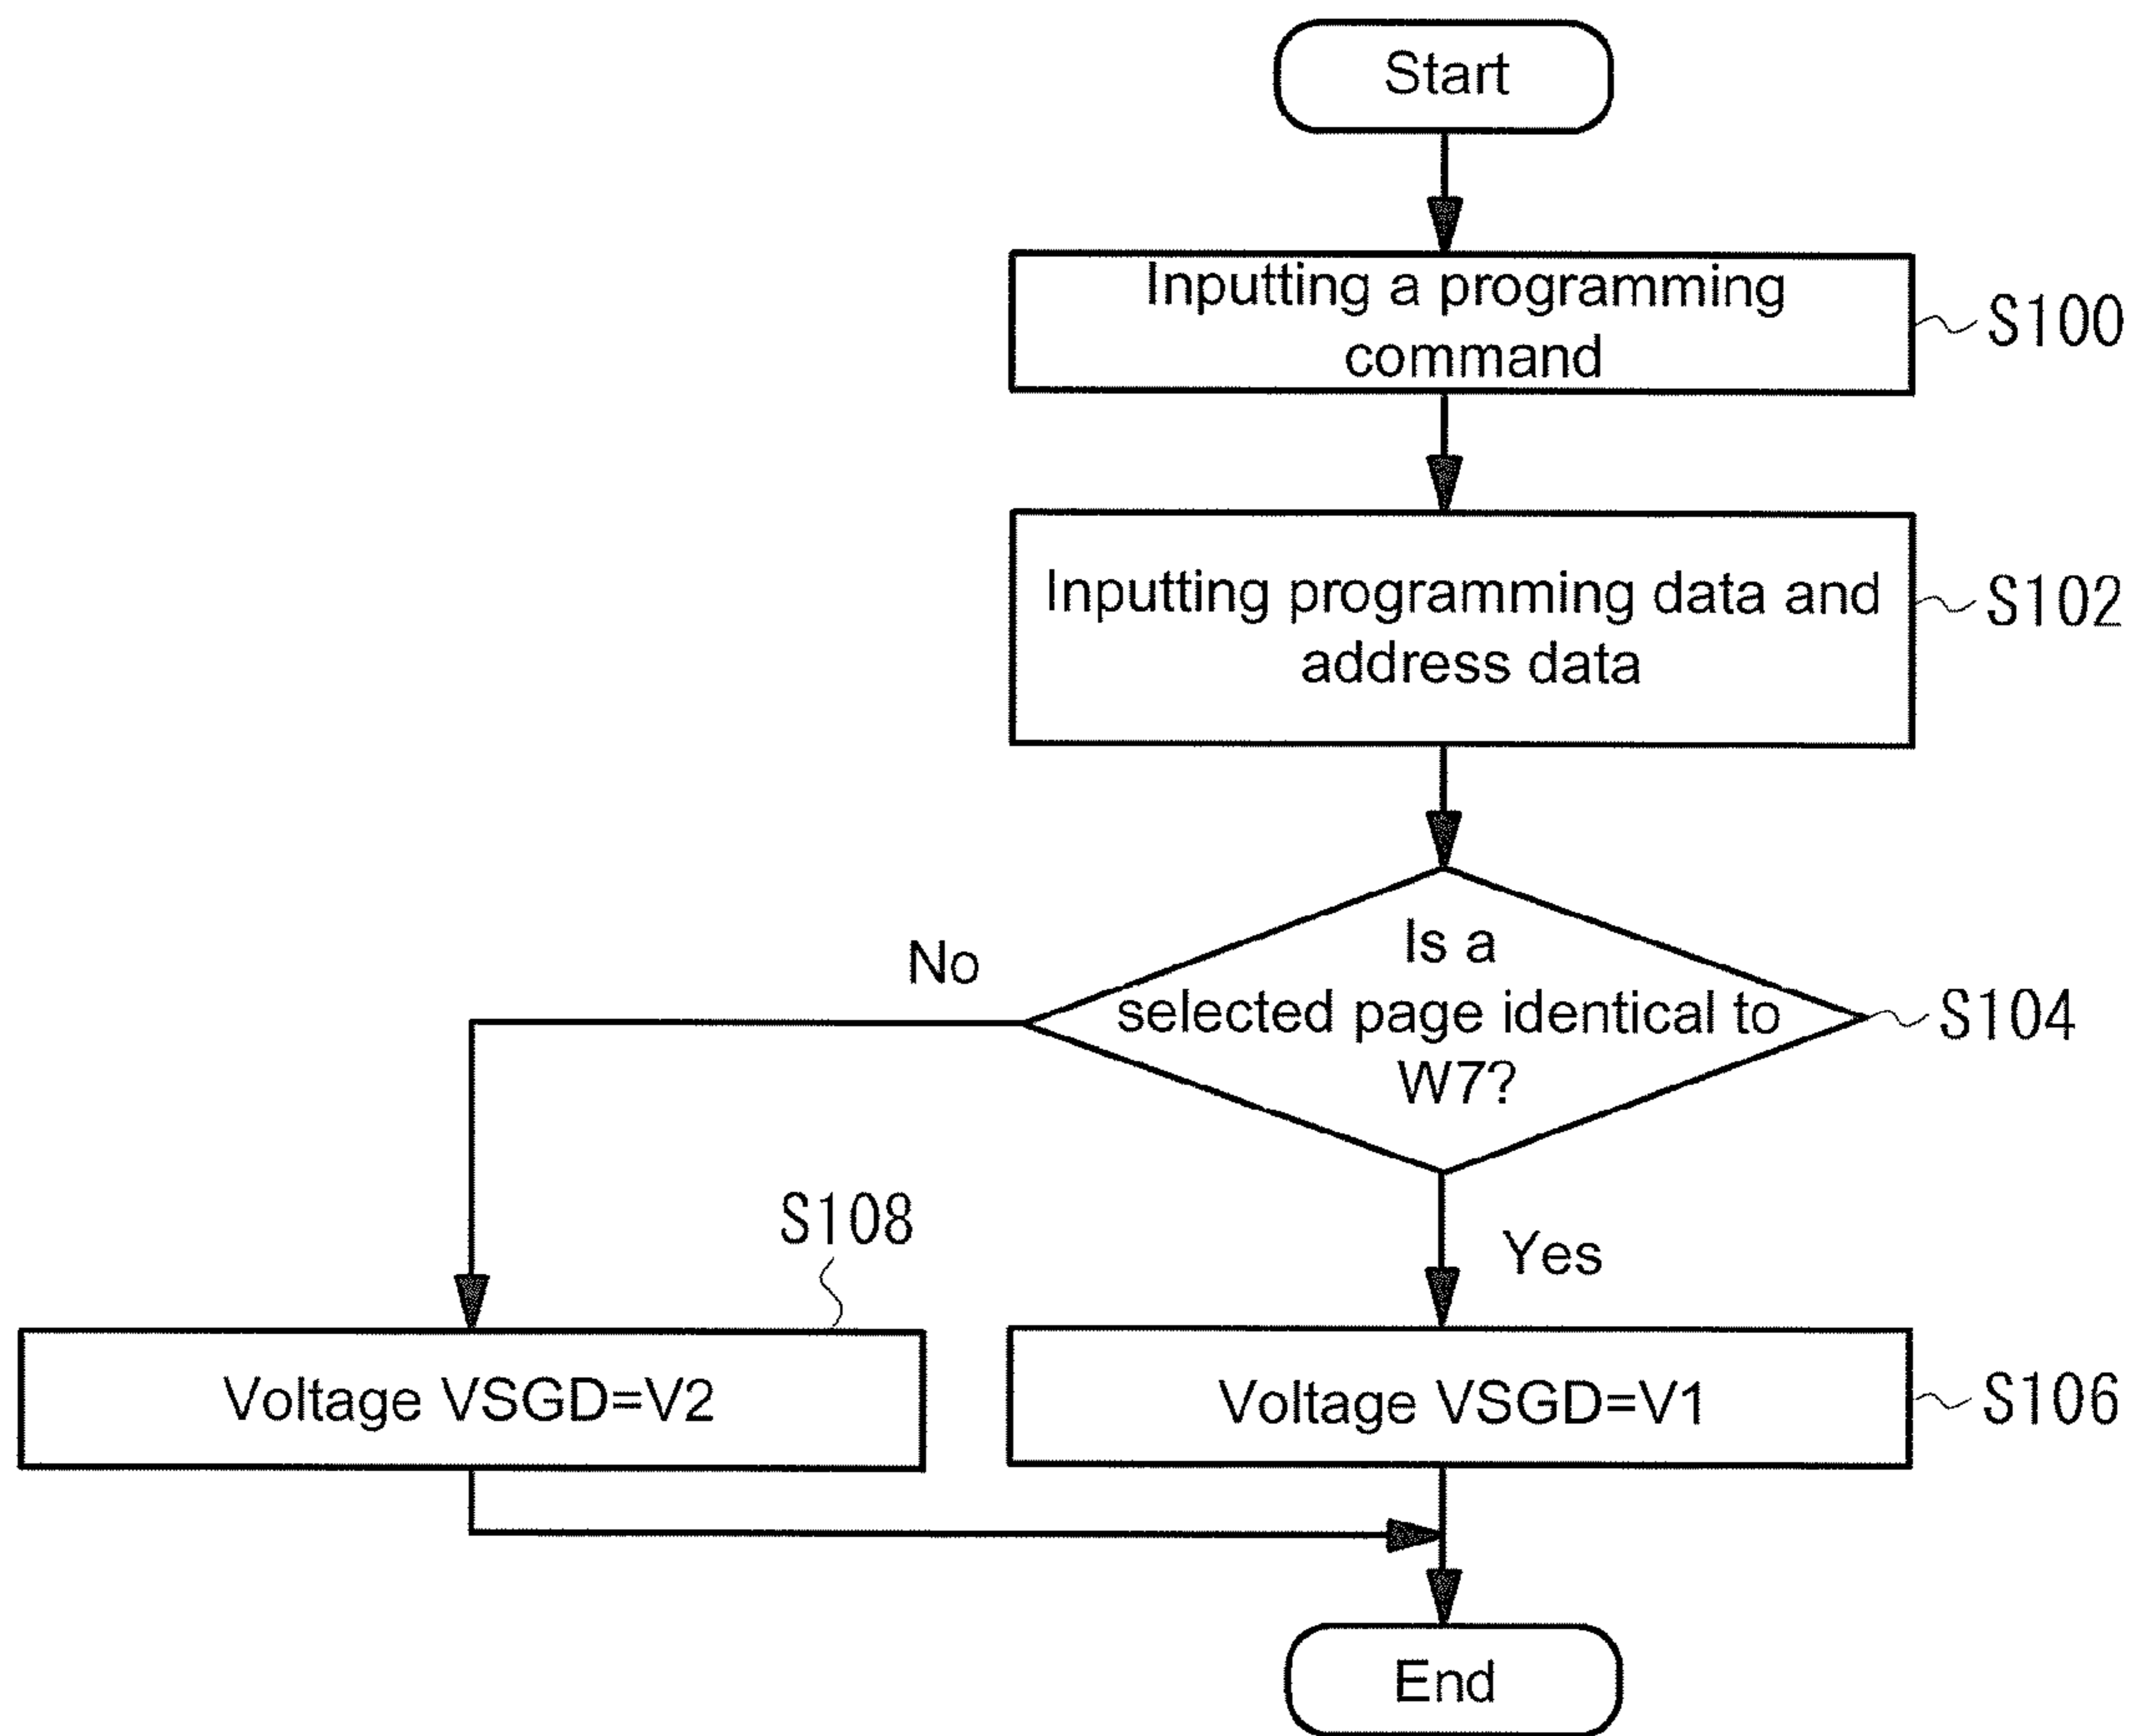 Start
Inputting a programming
command
S100
Inputting programming data and
address data
S102
Is a
selected page identical to
W7?
S104
No
Yes
S108
Voltage VSGD=V2
Voltage VSGD=V1
S106
End